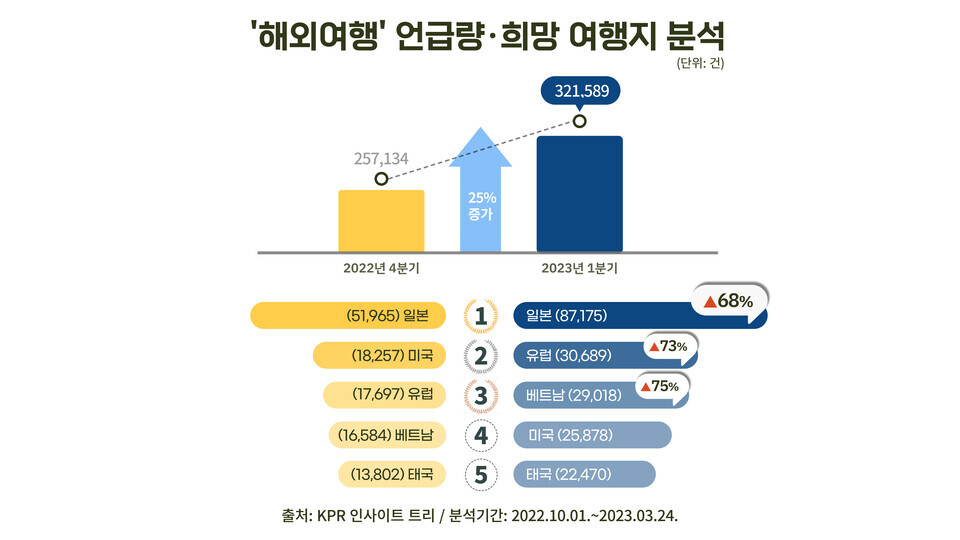 '해외여행' 언급량·희망 여행지 분석
(단위: 건)
321,589
257,134
25%
증가
2022년 4분기
2023년 1분기
▲68%
(51,965) 일본
1
일본 (87,175)
▲73%
(18,257) 미국
2
유럽 (30,689)
▲75%
(17,697) 유럽
3
베트남 (29,018)
(16,584) 베트남
4
미국 (25,878)
(13,802) 태국
5
태국 (22,470)
출처: KPR 인사이트 트리 / 분석기간: 2022.10.01.~2023.03.24.